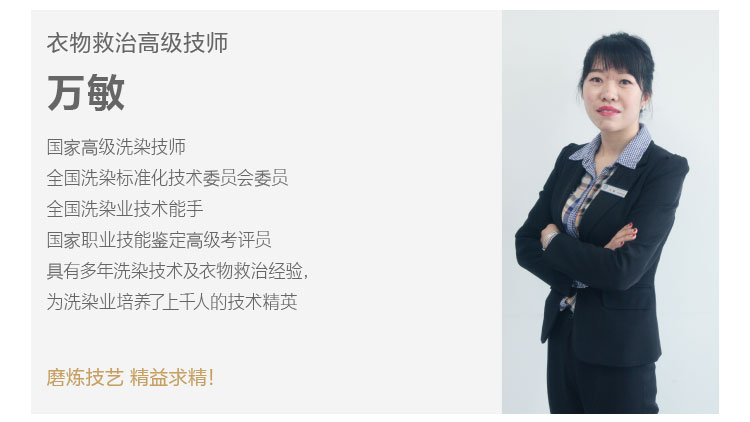 衣物救治高级技师
万敏
国家高级洗染技师
全国洗染标准化技术委员会委员
全国洗染业技术能手
国家职业技能鉴定高级考评员
具有多年洗染技术及衣物救治经验，
为洗染业培养了上千人的技术精英
磨炼技艺 精益求精！